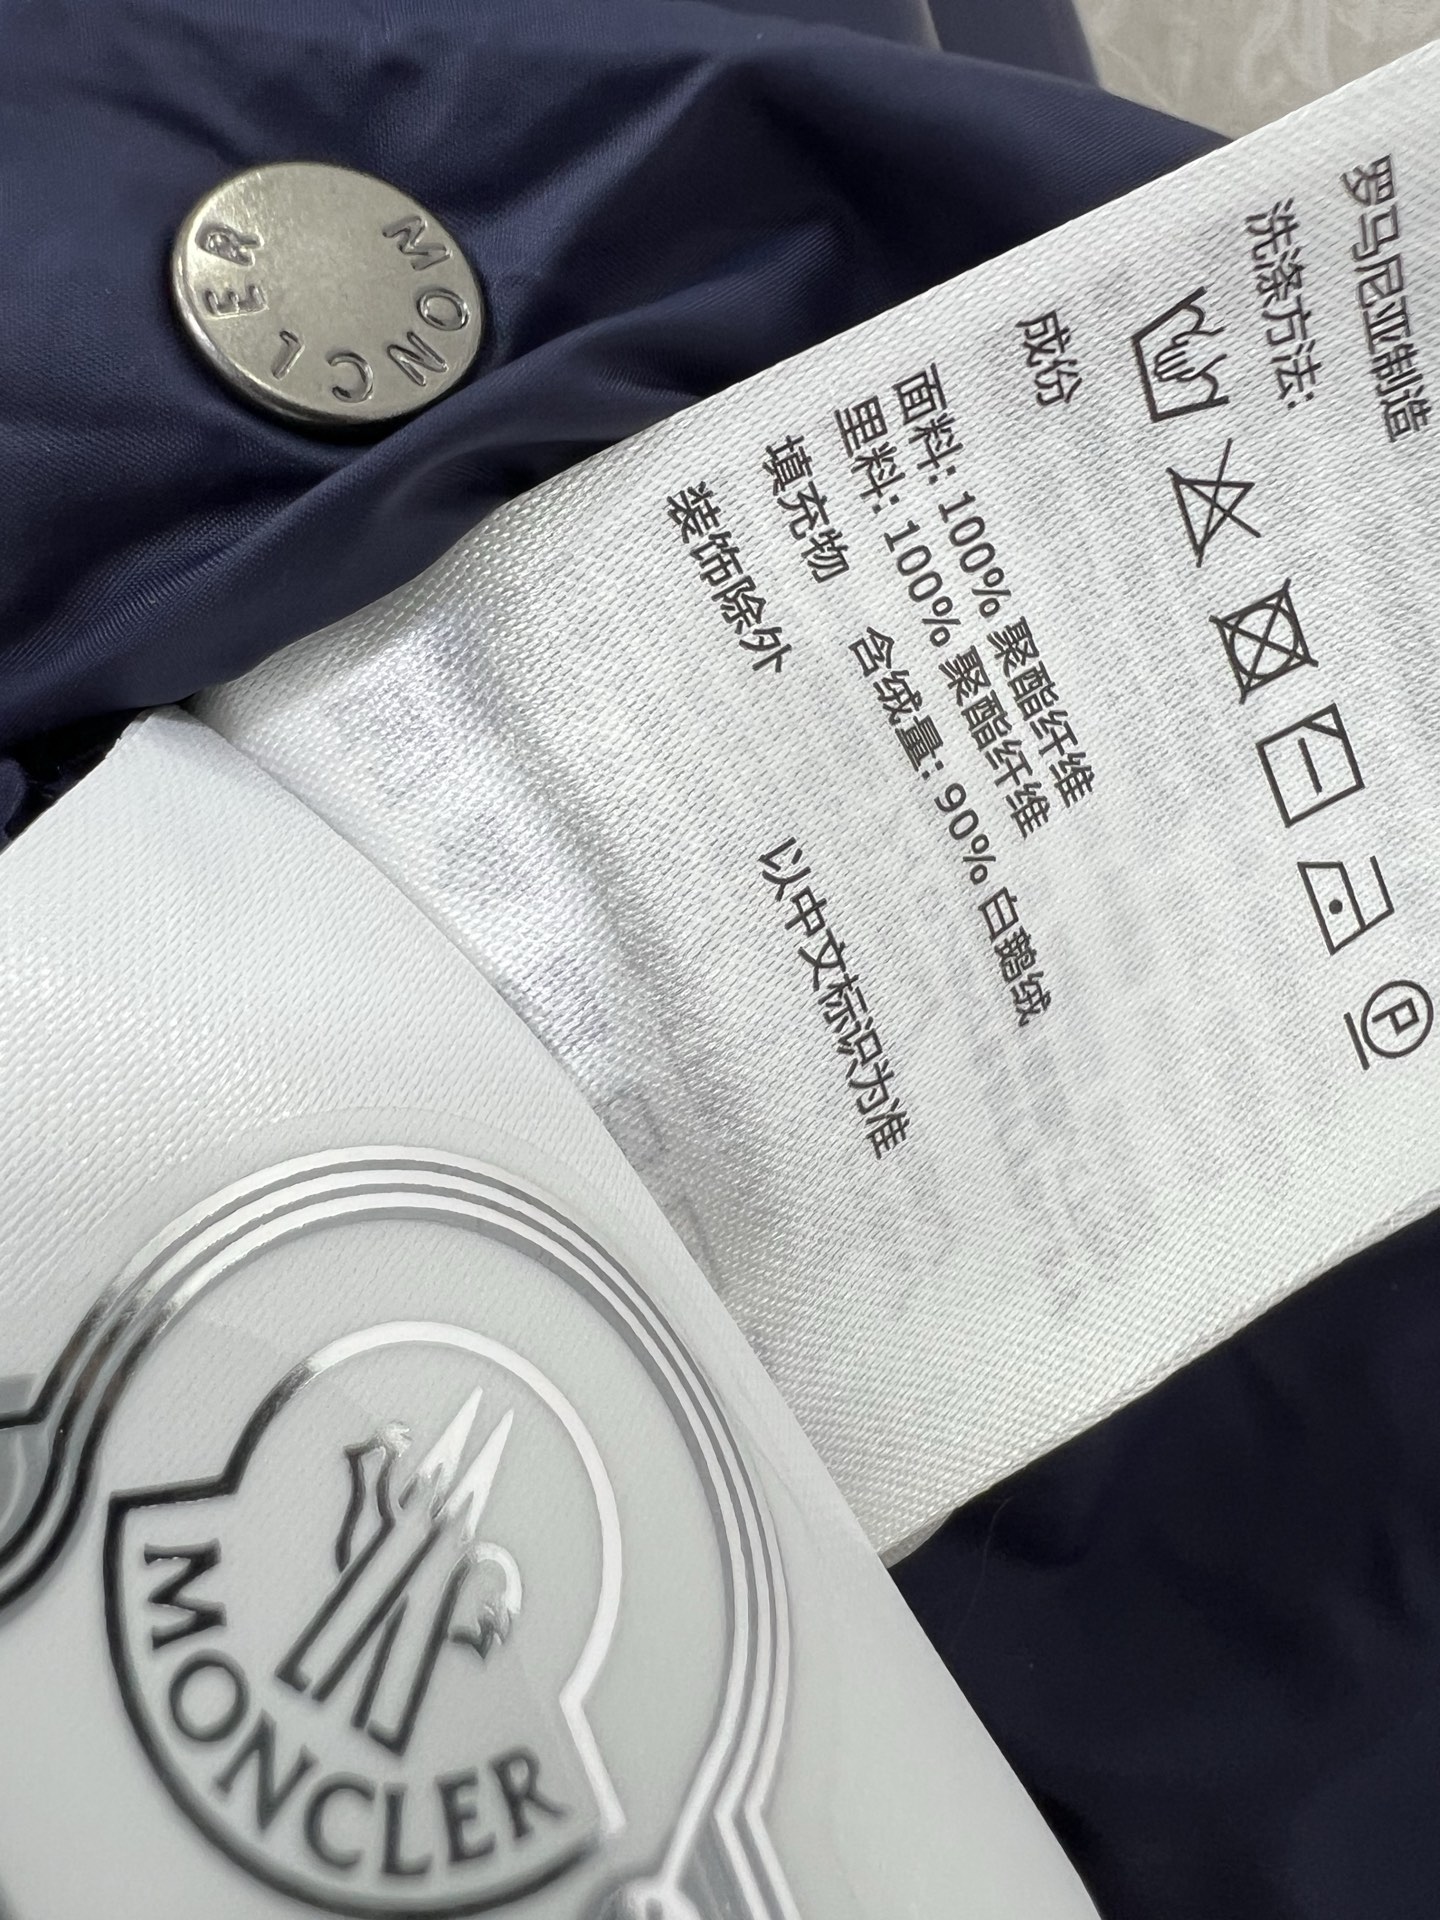 MONCLER
罗马尼亚制造
洗涤方法:
P
成份
面料: 100% 聚酯纤维
里料: 100% 聚酯纤维
填充物 含绒量: 90% 白鹅绒
装饰除外 以中文标识为准
MONCLER